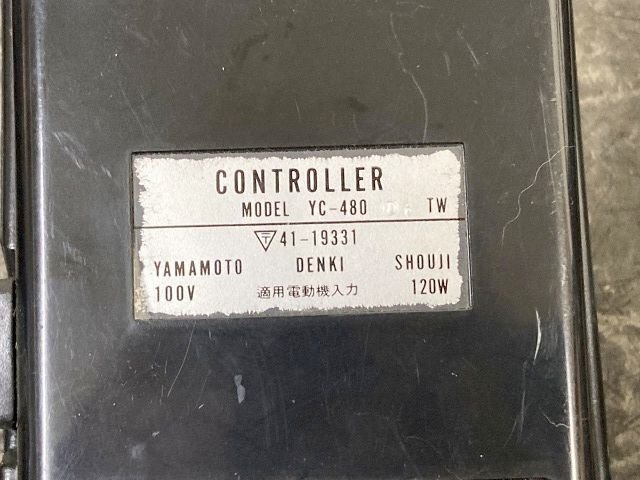 CONTROLLER
MODEL YC-480 TW
〒41-19331
YAMAMOTO DENKI SHOUJI
100V 適用電動機入力 120W